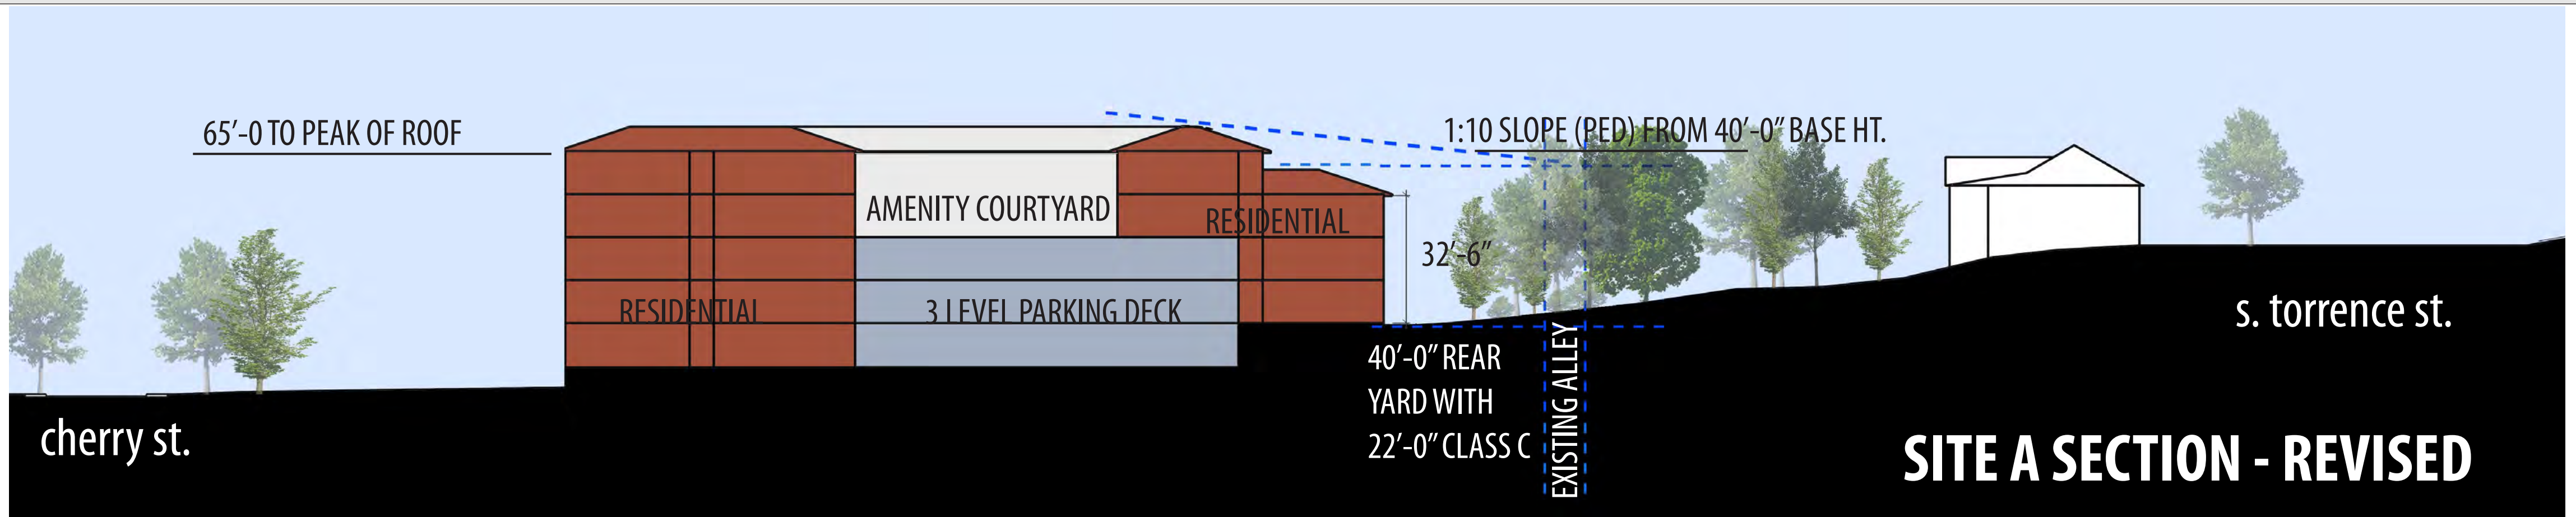 65'-0 TO PEAK OF ROOF
1:10 SLOPE (PED) FROM 40'-0" BASE HT.
AMENITY COURTYARD
RESIDENTIAL
32'-6"
RESIDENTIAL
3 LEVEL PARKING DECK
s. torrence st.
40'-0" REAR
YARD WITH
22'-0" CLASS C
EXISTING ALLEY
cherry st.
SITE A SECTION - REVISED